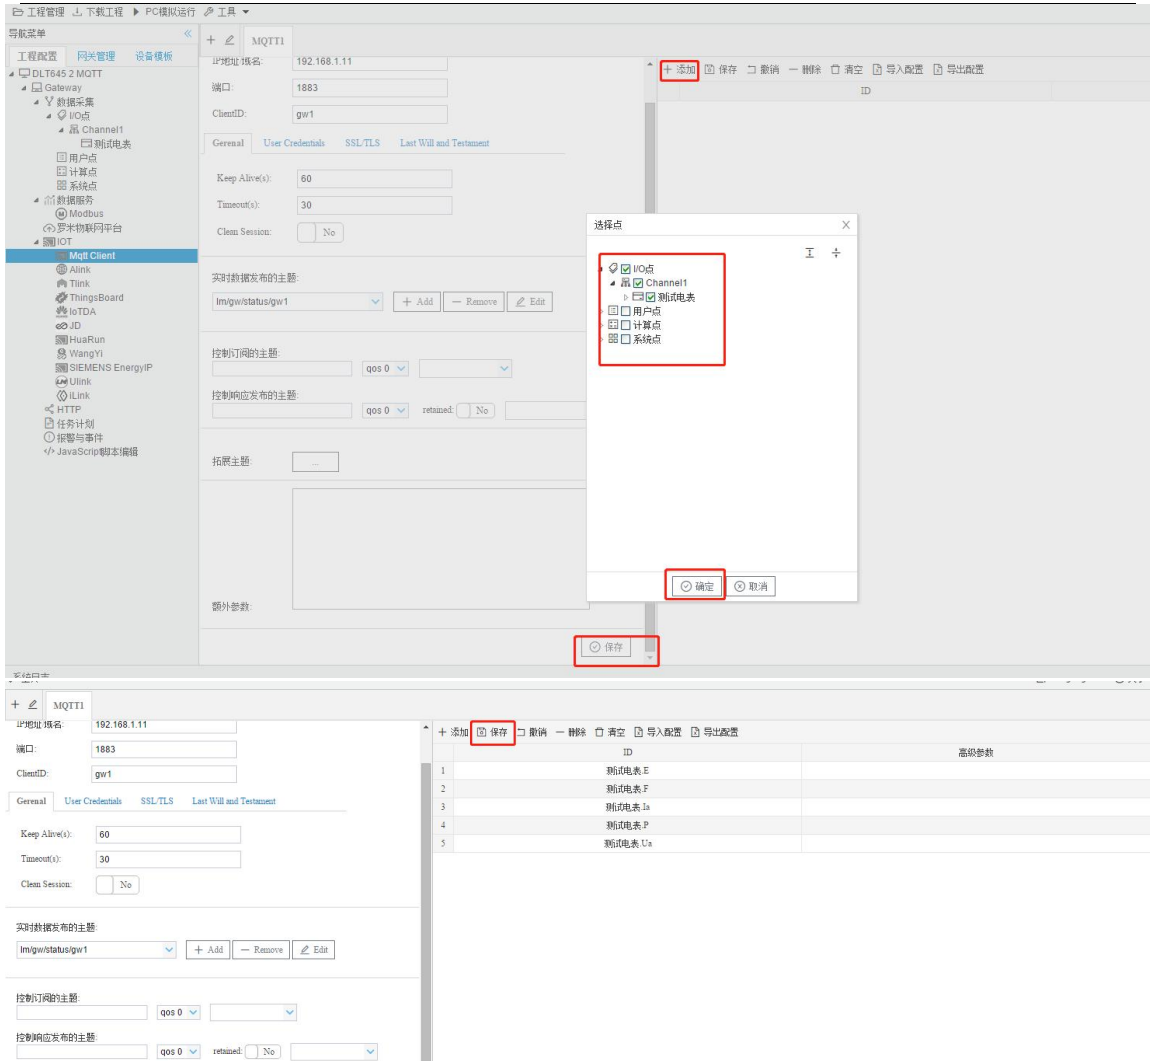 工程管理 下载工程 PC模拟运行 工具
导航菜单
工程配置 网关管理 设备模板
DLT645 2 MQTT
Gateway
数据采集
I/O点
Channel1
测试电表
用户点
计算点
系统点
数据服务
Modbus
罗米物联网平台
IOT
Mqtt Client
Alink
Tlink
ThingsBoard
IoTDA
JD
HuaRun
WangYi
SIEMENS EnergyIP
Ulink
iLink
HTTP
任务计划
报警与事件
JavaScript脚本编辑
MQTT1
IP地址/域名: 192.168.1.11
端口: 1883
ClientID: gw1
Gerenal User Credentials SSL/TLS Last Will and Testament
Keep Alive(s): 60
Timeout(s): 30
Clean Session: No
实时数据发布的主题:
lm/gw/status/gw1 Add Remove Edit
控制订阅的主题:
qos 0
控制响应发布的主题:
qos 0 retained: No
拓展主题: ...
额外参数:
保存
添加 保存 撤销 删除 清空 导入配置 导出配置
ID
选择点 X
I/O点
Channel1
测试电表
用户点
计算点
系统点
确定 取消
系统日志
MQTT1
IP地址/域名: 192.168.1.11
端口: 1883
ClientID: gw1
Gerenal User Credentials SSL/TLS Last Will and Testament
Keep Alive(s): 60
Timeout(s): 30
Clean Session: No
实时数据发布的主题:
lm/gw/status/gw1 Add Remove Edit
控制订阅的主题:
qos 0
控制响应发布的主题:
qos 0 retained: No
添加 保存 撤销 删除 清空 导入配置 导出配置
ID 高级参数
1 测试电表.E
2 测试电表.F
3 测试电表.Ia
4 测试电表.P
5 测试电表.Ua